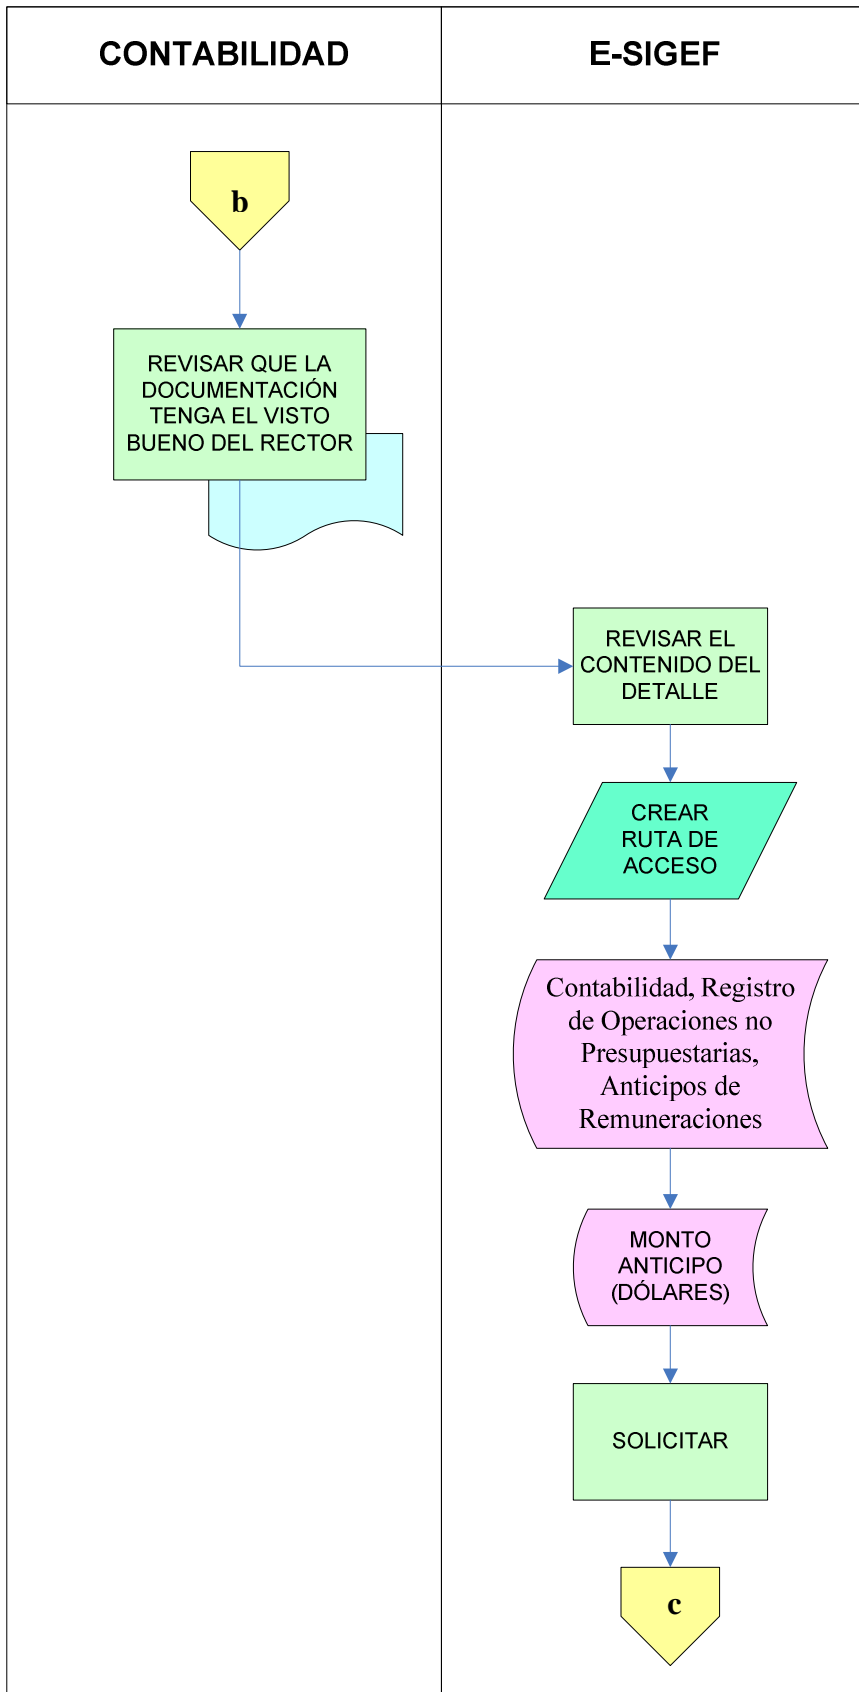 CONTABILIDAD
E-SIGEF
b
REVISAR QUE LA
DOCUMENTACIÓN
TENGA EL VISTO
BUENO DEL RECTOR
REVISAR EL
CONTENIDO DEL
DETALLE
CREAR
RUTA DE
ACCESO
Contabilidad, Registro
de Operaciones no
Presupuestarias,
Anticipos de
Remuneraciones
MONTO
ANTICIPO
(DÓLARES)
SOLICITAR
c